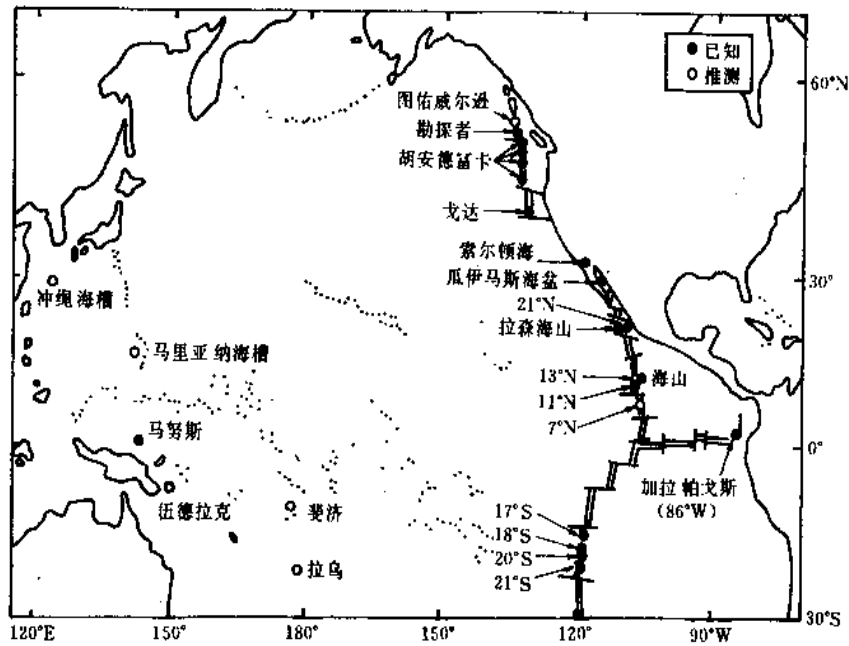 已知
推测
60°N
图佑威尔逊
勘探者
胡安德富卡
戈达
索尔顿海
瓜伊马斯海盆
30°
21°N
拉森海山
冲绳海槽
马里亚纳海槽
13°N
海山
11°N
7°N
马努斯
0°
加拉帕戈斯
(86°W)
伍德拉克
斐济
17°S
18°S
20°S
21°S
拉乌
30°S
120°E
150°
180°
150°
120°
90°W